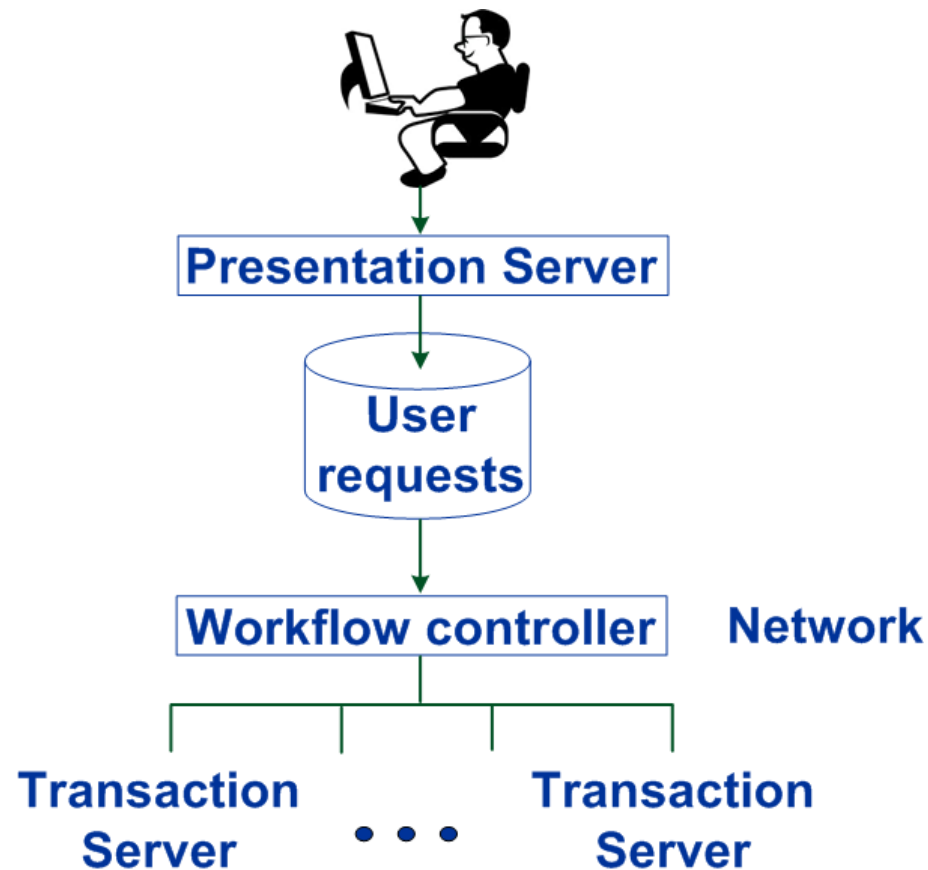 Presentation Server
User
requests
Workflow controller
Network
Transaction
Server
Transaction
Server